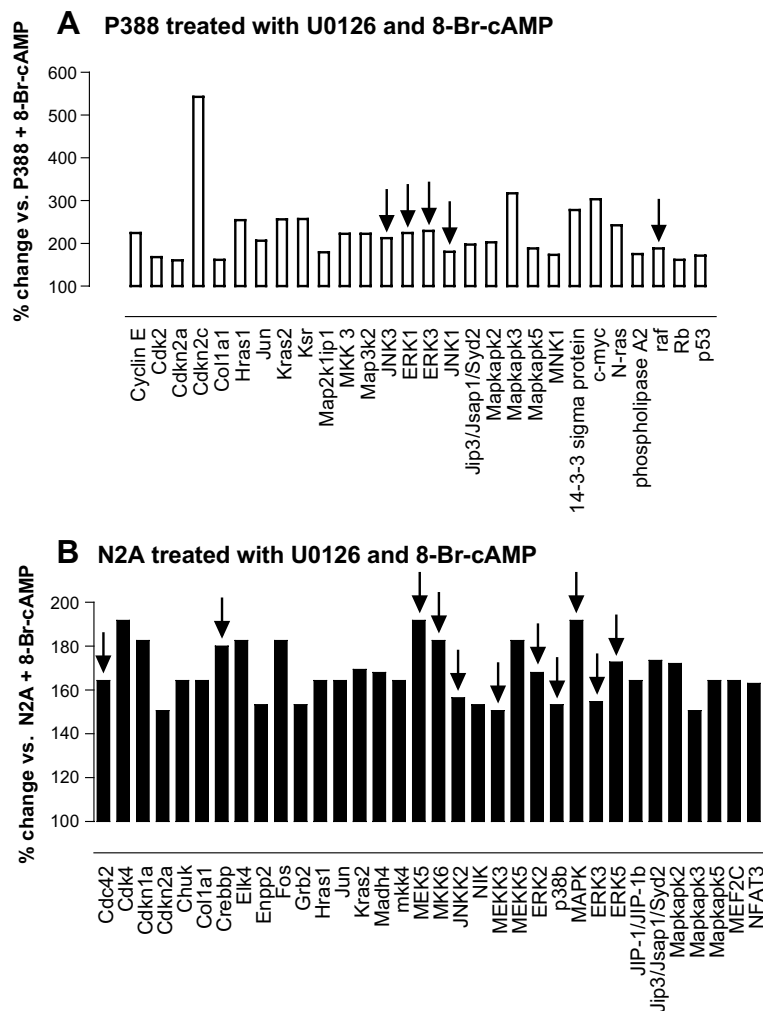 A P388 treated with U0126 and 8-Br-cAMP
% change vs. P388 + 8-Br-cAMP
600
500
400
300
200
100
Cyclin E
Cdk2
Cdkn2a
Cdkn2c
Col1a1
Hras1
Jun
Kras2
Ksr
Map2k1ip1
MKK 3
Map3k2
JNK3
ERK1
ERK3
JNK1
Jip3/Jsap1/Syd2
Mapkapk2
Mapkapk3
Mapkapk5
MNK1
14-3-3 sigma protein
c-myc
N-ras
phospholipase A2
raf
Rb
p53
B N2A treated with U0126 and 8-Br-cAMP
% change vs. N2A + 8-Br-cAMP
200
180
160
140
120
100
Cdc42
Cdk4
Cdkn1a
Cdkn2a
Chuk
Col1a1
Crebbp
Elk4
Enpp2
Fos
Grb2
Hras1
Jun
Kras2
Madh4
mkk4
MEK5
MKK6
JNKK2
NIK
MEKK3
MEKK5
ERK2
p38b
MAPK
ERK3
ERK5
JIP-1/JIP-1b
Jip3/Jsap1/Syd2
Mapkapk2
Mapkapk3
Mapkapk5
MEF2C
NFAT3